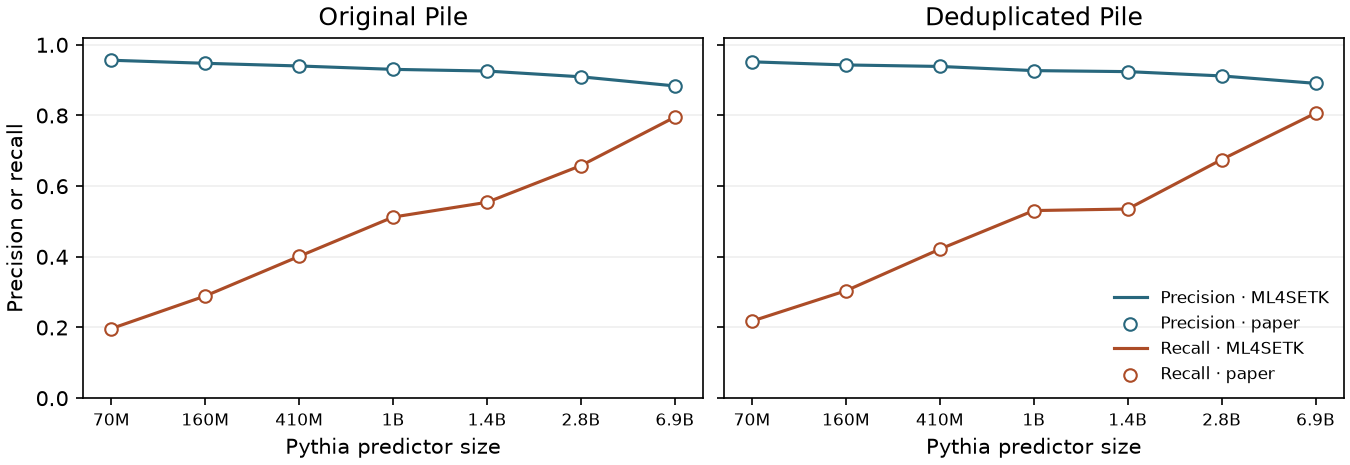 Original Pile
Deduplicated Pile
Precision or recall
1.0
0.8
0.6
0.4
0.2
0.0
70M 160M 410M 1B 1.4B 2.8B 6.9B
Pythia predictor size
Precision · ML4SETK
Precision · paper
Recall · ML4SETK
Recall · paper
70M 160M 410M 1B 1.4B 2.8B 6.9B
Pythia predictor size